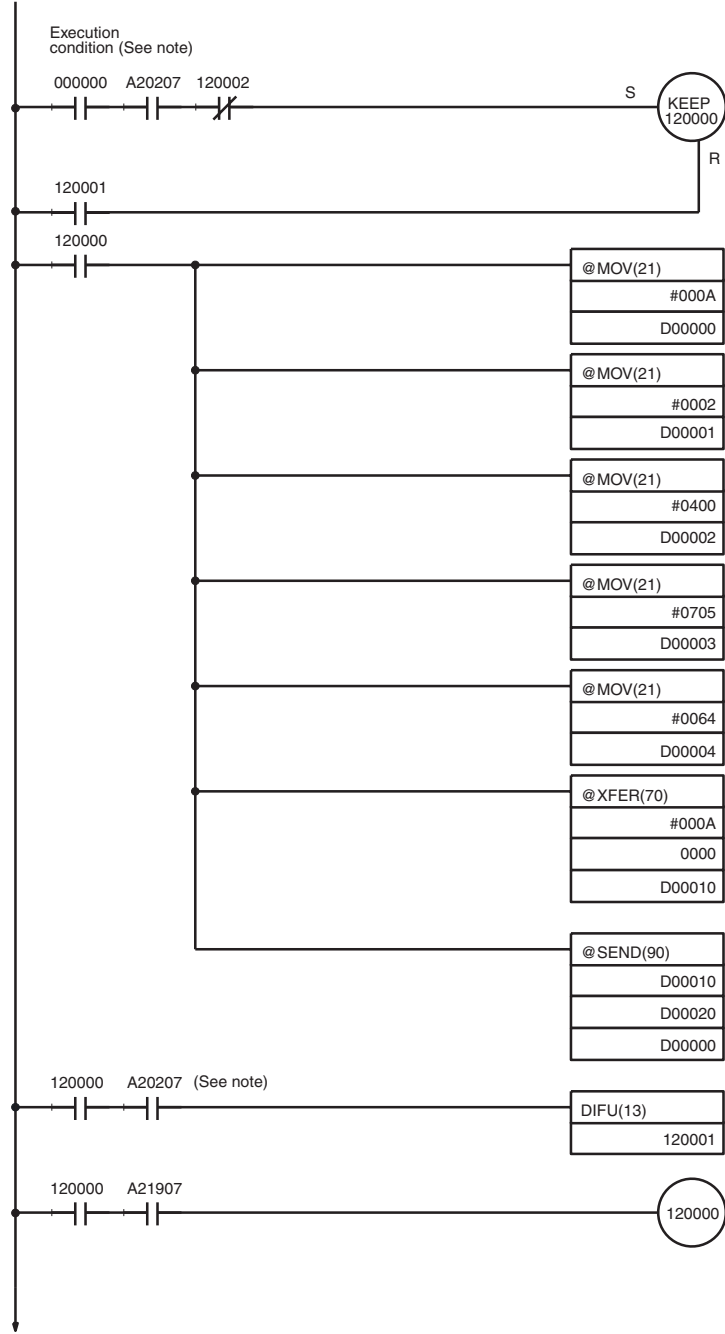 Execution
condition (See note)
000000 A20207 120002
S
KEEP
120000
R
120001
120000
@MOV(21)
#000A
D00000
@MOV(21)
#0002
D00001
@MOV(21)
#0400
D00002
@MOV(21)
#0705
D00003
@MOV(21)
#0064
D00004
@XFER(70)
#000A
0000
D00010
@SEND(90)
D00010
D00020
D00000
120000 A20207 (See note)
DIFU(13)
120001
120000 A21907
120000